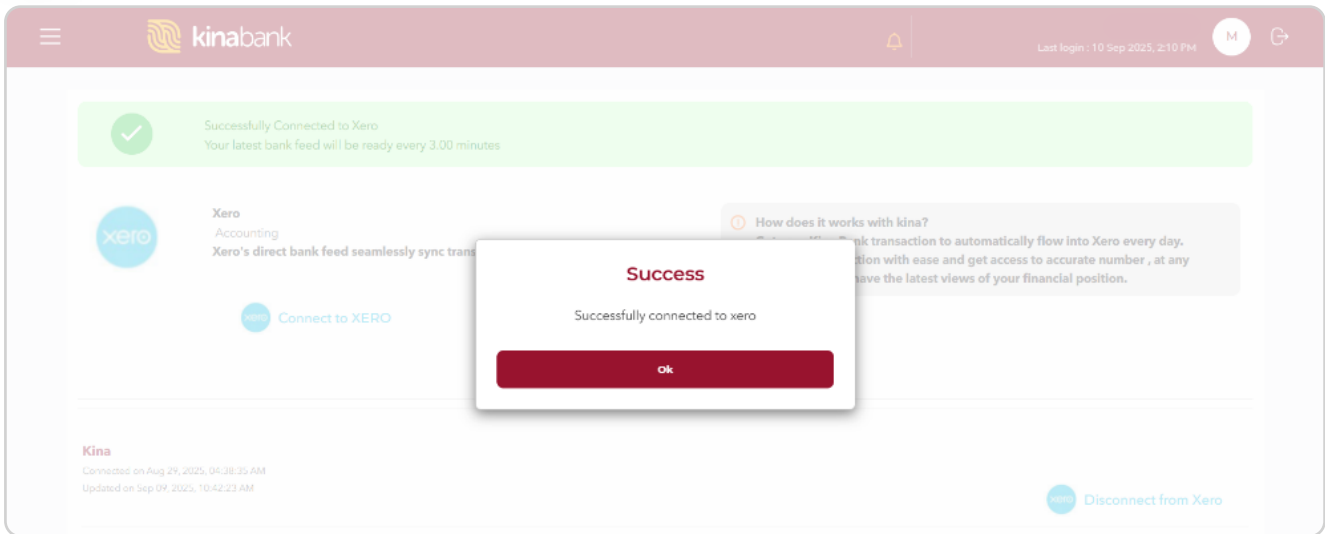 kinabank
Last login : 10 Sep 2025, 2:10 PM
M
Successfully Connected to Xero
Your latest bank feed will be ready every 3.00 minutes
xero
Xero
Accounting
Xero's direct bank feed seamlessly sync trans
How does it works with kina?
nk transaction to automatically flow into Xero every day.
tion with ease and get access to accurate number , at any
have the latest views of your financial position.
xero
Connect to XERO
Success
Successfully connected to xero
Ok
Kina
Connected on Aug 29, 2025, 04:38:35 AM
Updated on Sep 09, 2025, 10:42:23 AM
xero
Disconnect from Xero